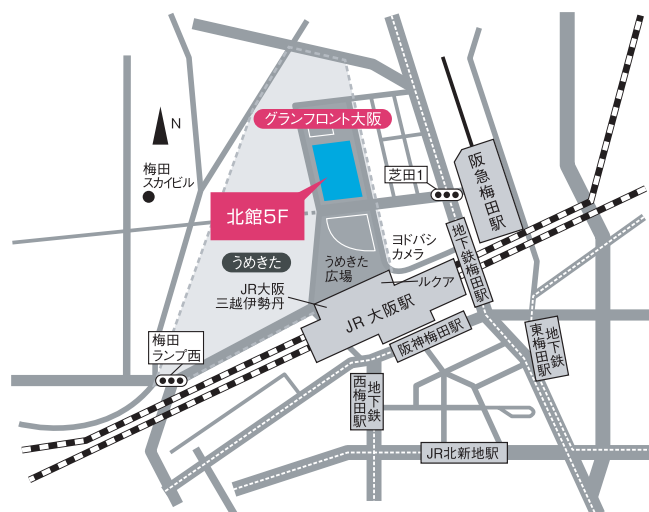 グランフロント大阪
N
梅田
スカイビル
芝田1
阪急梅田駅
北館5F
地下鉄梅田駅
ヨドバシ
カメラ
うめきた
うめきた
広場
ルクア
JR大阪
三越伊勢丹
JR大阪駅
梅田
ランプ西
阪神梅田駅
地下鉄
東梅田駅
地下鉄
西梅田駅
JR北新地駅